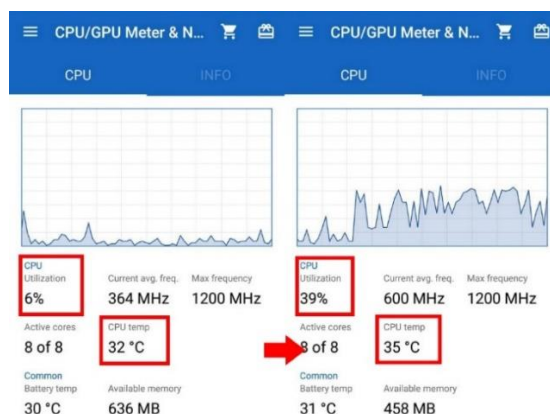 CPU/GPU Meter & N...
CPU INFO
CPU
Utilization Current avg. freq. Max frequency
6% 364 MHz 1200 MHz
Active cores CPU temp
8 of 8 32 °C
Common
Battery temp Available memory
30 °C 636 MB
CPU/GPU Meter & N...
CPU INFO
CPU
Utilization Current avg. freq. Max frequency
39% 600 MHz 1200 MHz
Active cores CPU temp
8 of 8 35 °C
Common
Battery temp Available memory
31 °C 458 MB